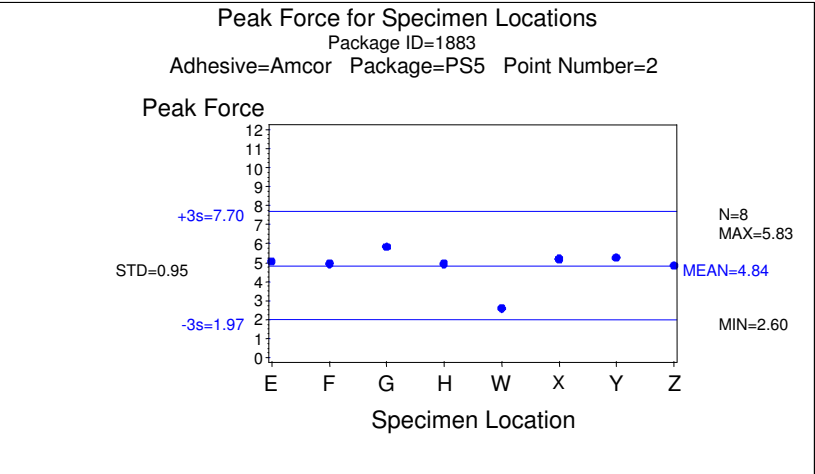 Peak Force for Specimen Locations
Package ID=1883
Adhesive=Amcor Package=PS5 Point Number=2
Peak Force
12
11
10
9
8
7
6
5
4
3
2
1
0
+3s=7.70
STD=0.95
-3s=1.97
N=8
MAX=5.83
MEAN=4.84
MIN=2.60
E F G H W X Y Z
Specimen Location